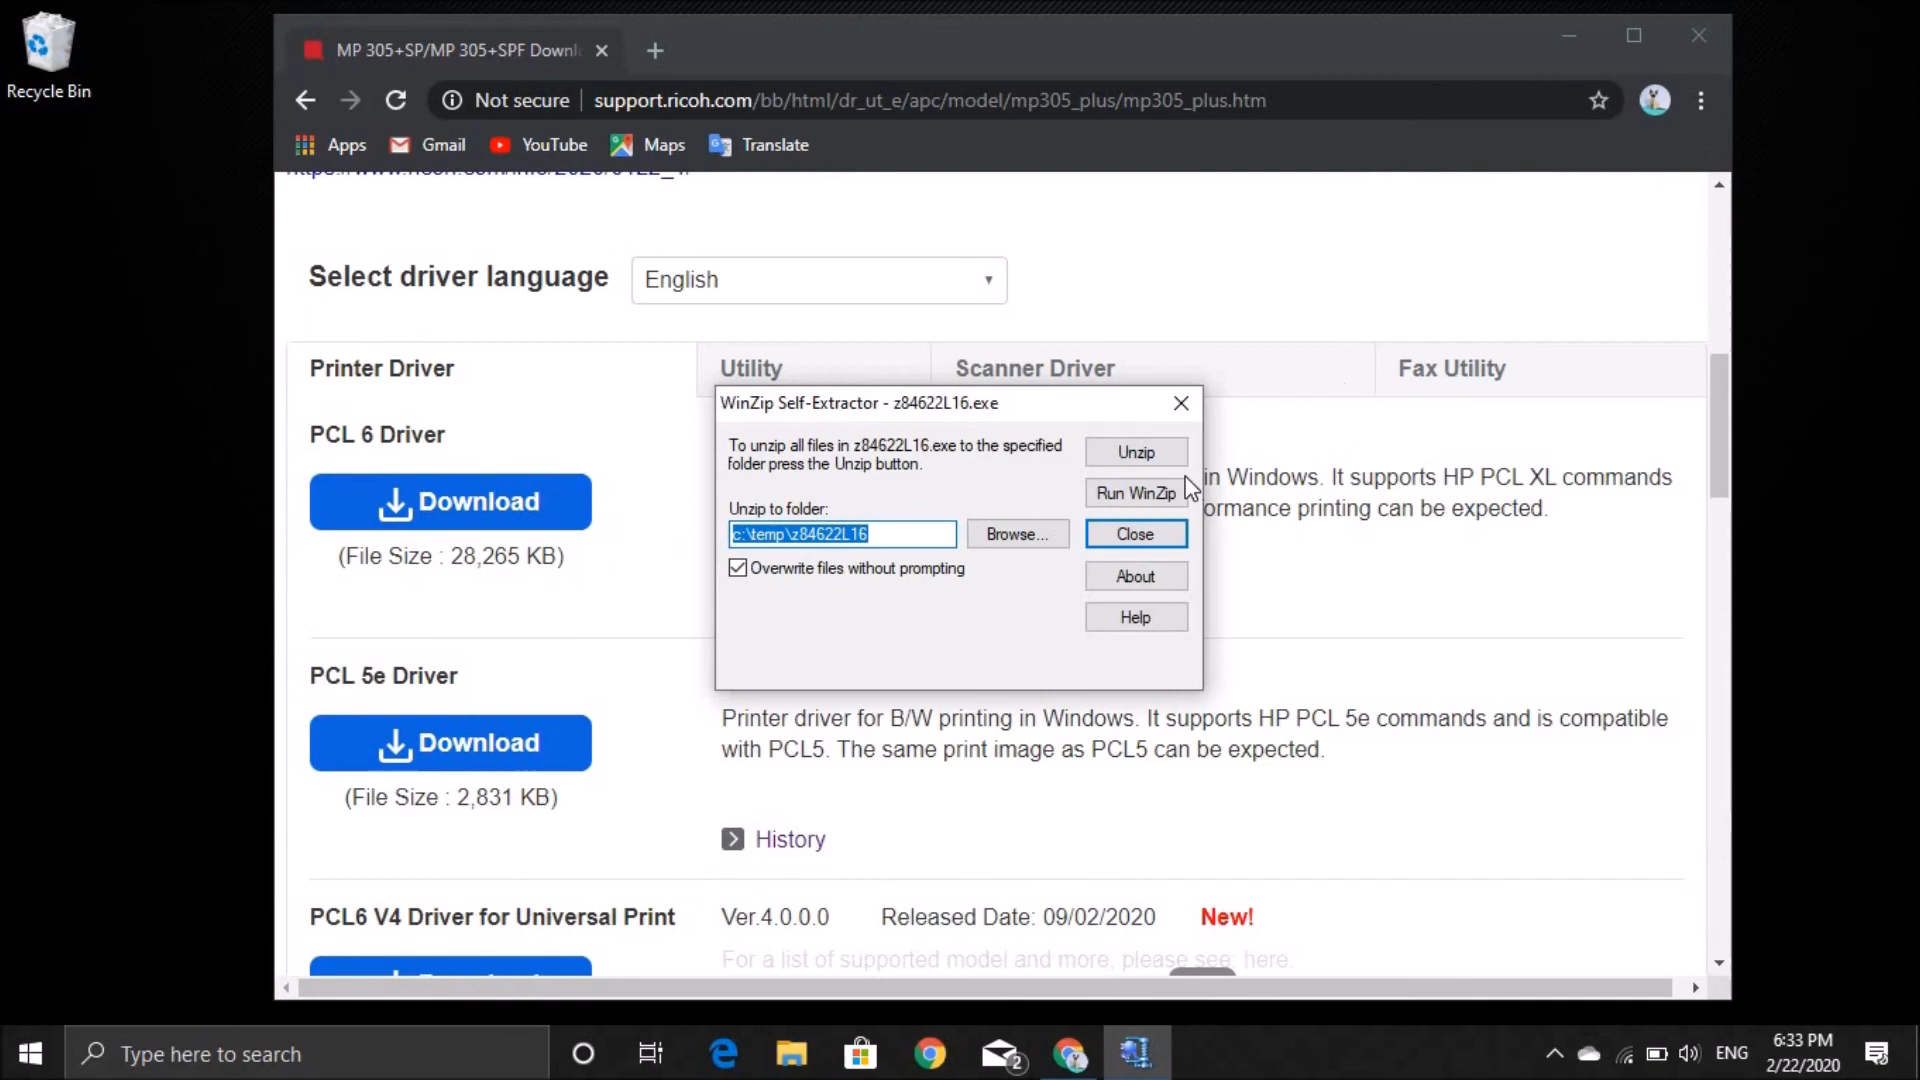 Recycle Bin
MP 305+SP/MP 305+SPF Downl
Not secure
support.ricoh.com/bb/html/dr_ut_e/apc/model/mp305_plus/mp305_plus.htm
Apps
Gmail
YouTube
Maps
Translate
Select driver language
English
Printer Driver
Utility
Scanner Driver
Fax Utility
PCL 6 Driver
Download
(File Size : 28,265 KB)
in Windows. It supports HP PCL XL commands
ormance printing can be expected.
WinZip Self-Extractor - z84622L16.exe
To unzip all files in z84622L16.exe to the specified
folder press the Unzip button.
Unzip to folder:
c:\temp\z84622L16
Browse...
Overwrite files without prompting
Unzip
Run WinZip
Close
About
Help
PCL 5e Driver
Download
(File Size : 2,831 KB)
Printer driver for B/W printing in Windows. It supports HP PCL 5e commands and is compatible
with PCL5. The same print image as PCL5 can be expected.
History
PCL6 V4 Driver for Universal Print
Ver.4.0.0.0
Released Date: 09/02/2020
New!
For a list of supported model and more, please see: here.
Type here to search
2
ENG
6:33 PM
2/22/2020